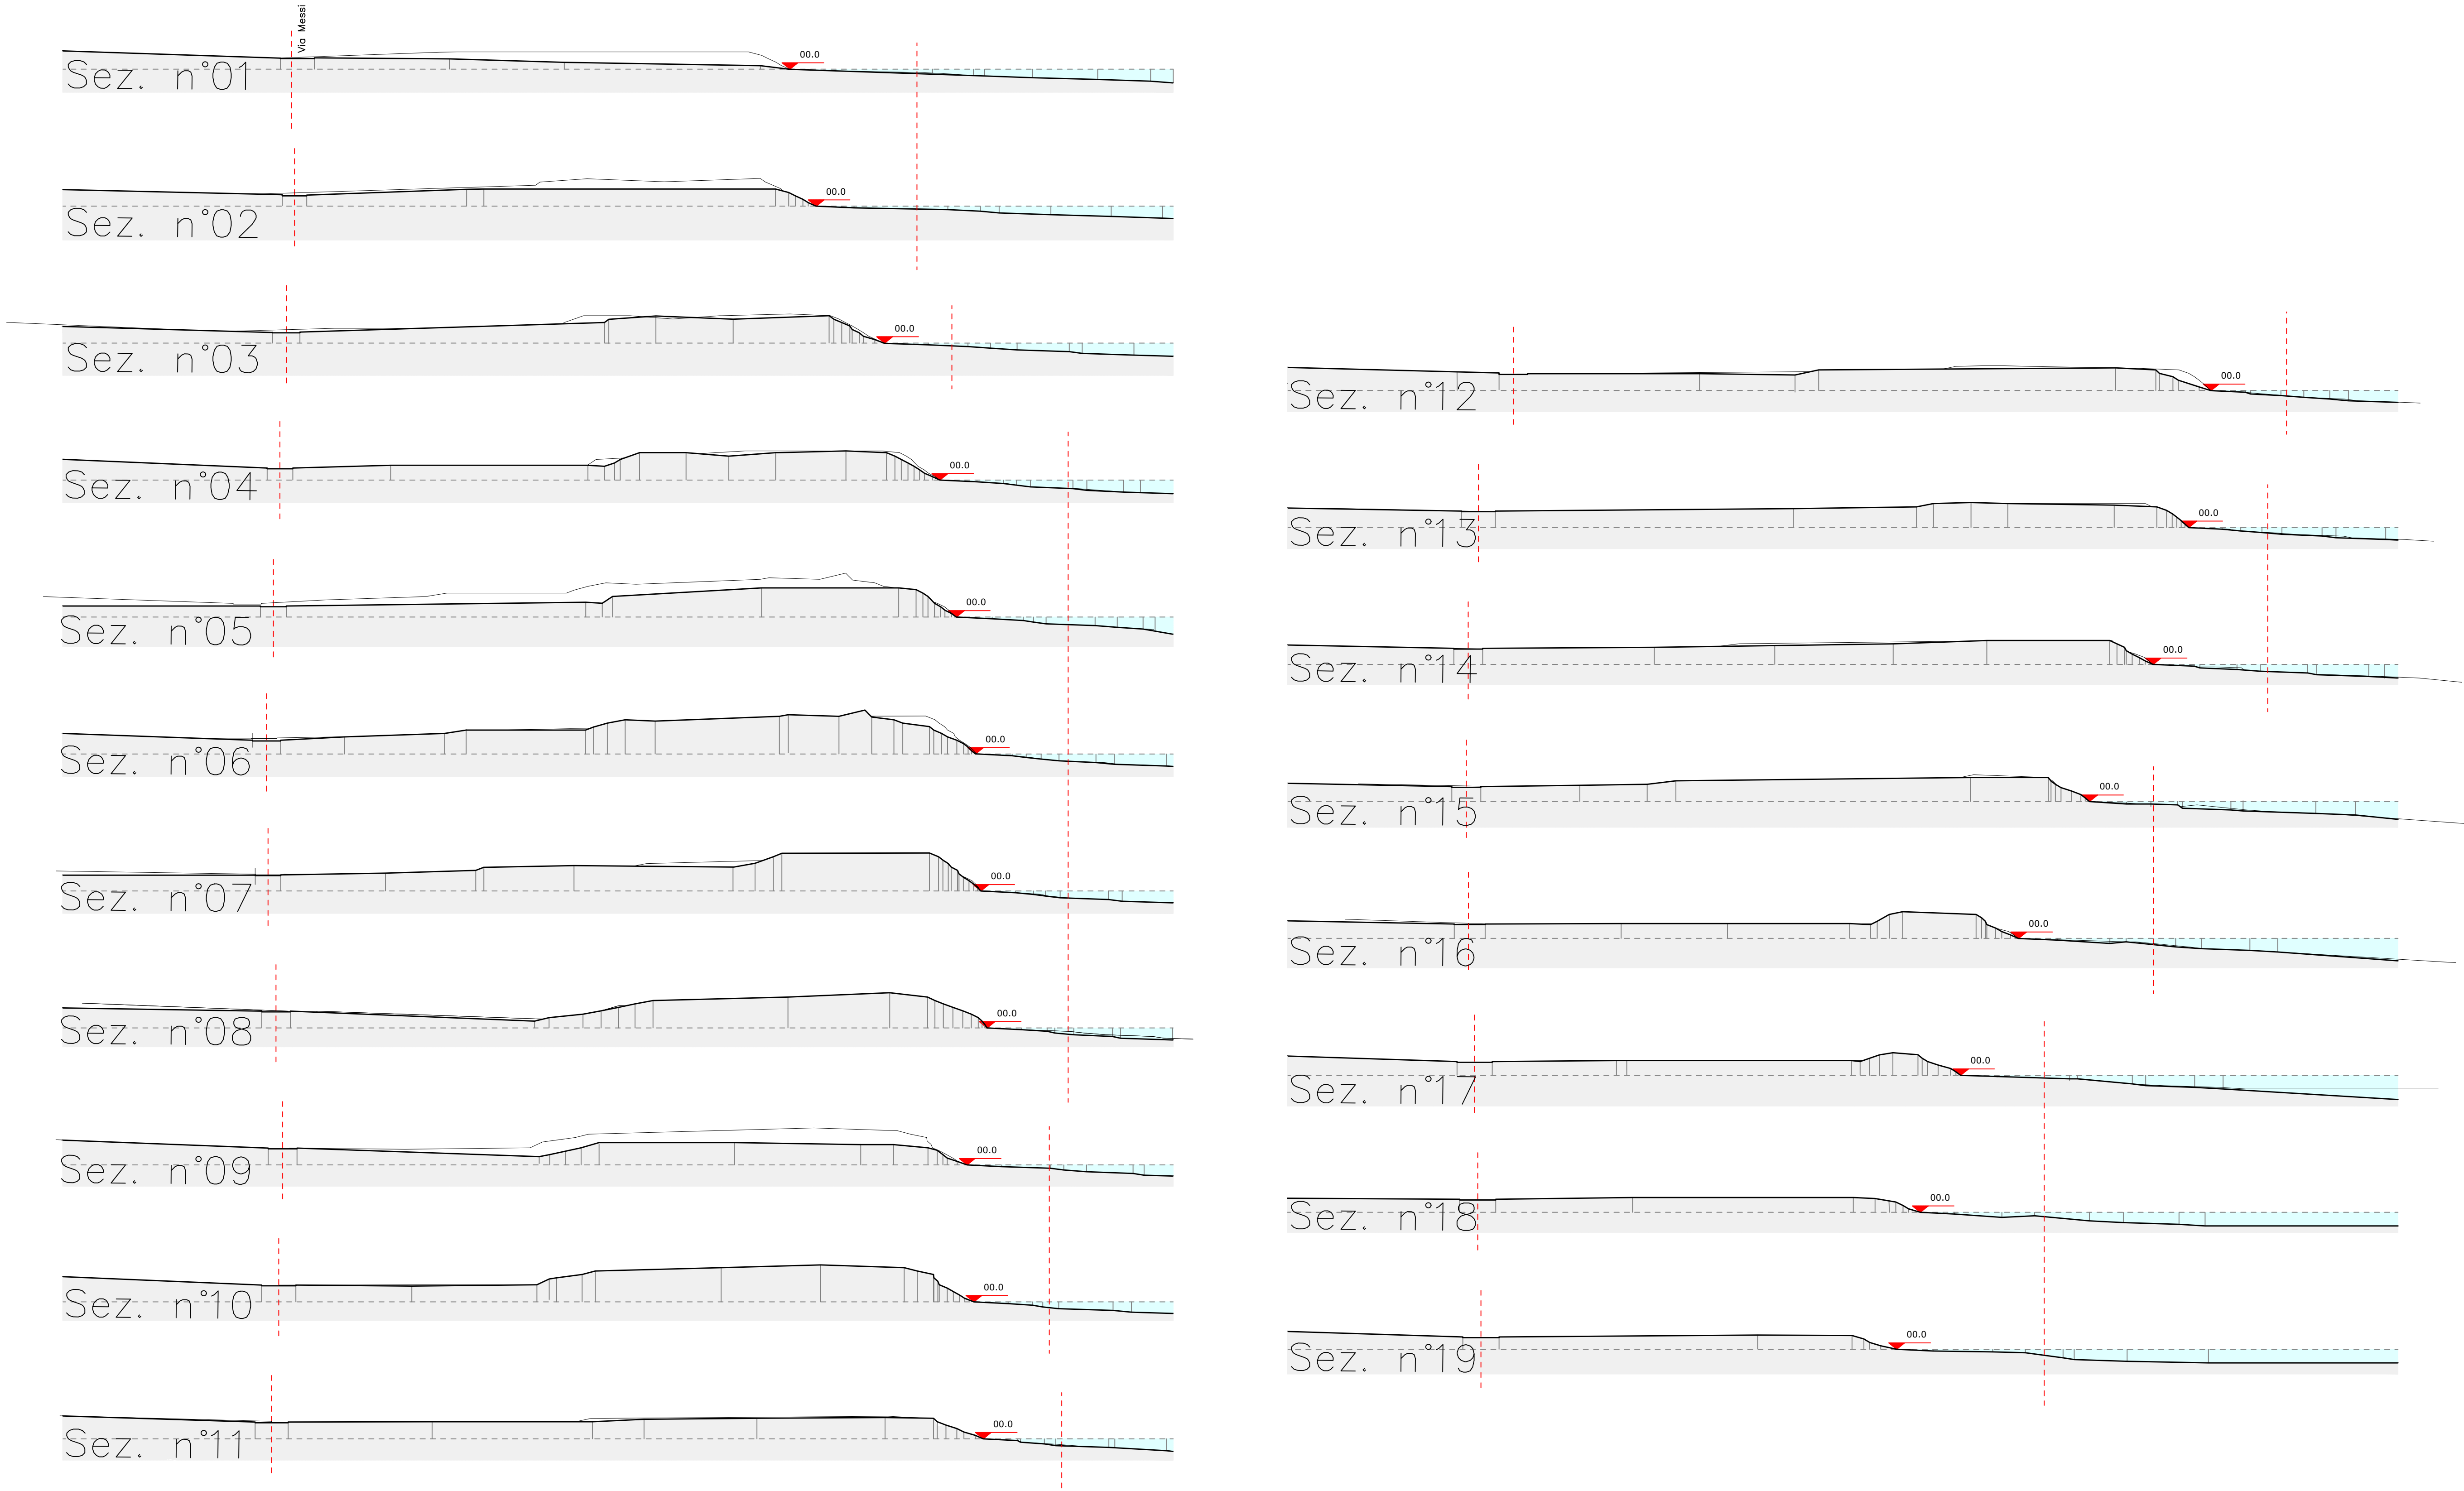 Via Messi
00.0
Sez. n°01
00.0
Sez. n°02
00.0
Sez. n°03
00.0
Sez. n°04
00.0
Sez. n°05
00.0
Sez. n°06
00.0
Sez. n°07
00.0
Sez. n°08
00.0
Sez. n°09
00.0
Sez. n°10
00.0
Sez. n°11
00.0
Sez. n°12
00.0
Sez. n°13
00.0
Sez. n°14
00.0
Sez. n°15
00.0
Sez. n°16
00.0
Sez. n°17
00.0
Sez. n°18
00.0
Sez. n°19